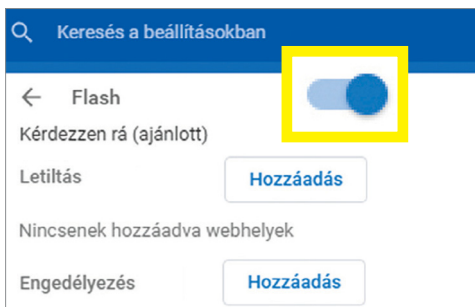 Keresés a beállításokban
Flash
Kérdezzen rá (ajánlott)
Letiltás
Hozzáadás
Nincsenek hozzáadva webhelyek
Engedélyezés
Hozzáadás